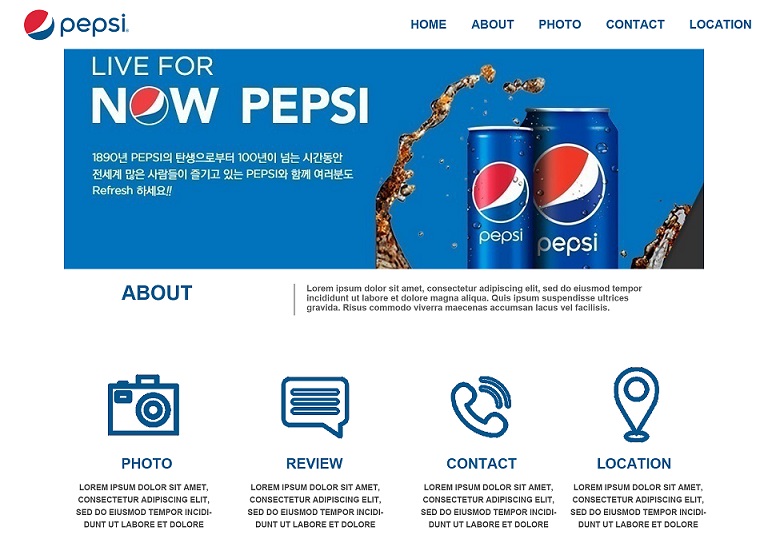 pepsi
HOME ABOUT PHOTO CONTACT LOCATION
LIVE FOR
NOW PEPSI
1890년 PEPSI의 탄생으로부터 100년이 넘는 시간동안
전세계 많은 사람들이 즐기고 있는 PEPSI와 함께 여러분도
Refresh 하세요!!
pepsi
pepsi
ABOUT
Lorem ipsum dolor sit amet, consectetur adipiscing elit, sed do eiusmod tempor
incididunt ut labore et dolore magna aliqua. Quis ipsum suspendisse ultrices
gravida. Risus commodo viverra maecenas accumsan lacus vel facilisis.
PHOTO
LOREM IPSUM DOLOR SIT AMET,
CONSECTETUR ADIPISCING ELIT,
SED DO EIUSMOD TEMPOR INCIDI-
DUNT UT LABORE ET DOLORE
REVIEW
LOREM IPSUM DOLOR SIT AMET,
CONSECTETUR ADIPISCING ELIT,
SED DO EIUSMOD TEMPOR INCIDI-
DUNT UT LABORE ET DOLORE
CONTACT
LOREM IPSUM DOLOR SIT AMET,
CONSECTETUR ADIPISCING ELIT,
SED DO EIUSMOD TEMPOR INCIDI-
DUNT UT LABORE ET DOLORE
LOCATION
LOREM IPSUM DOLOR SIT AMET,
CONSECTETUR ADIPISCING ELIT,
SED DO EIUSMOD TEMPOR INCIDI-
DUNT UT LABORE ET DOLORE